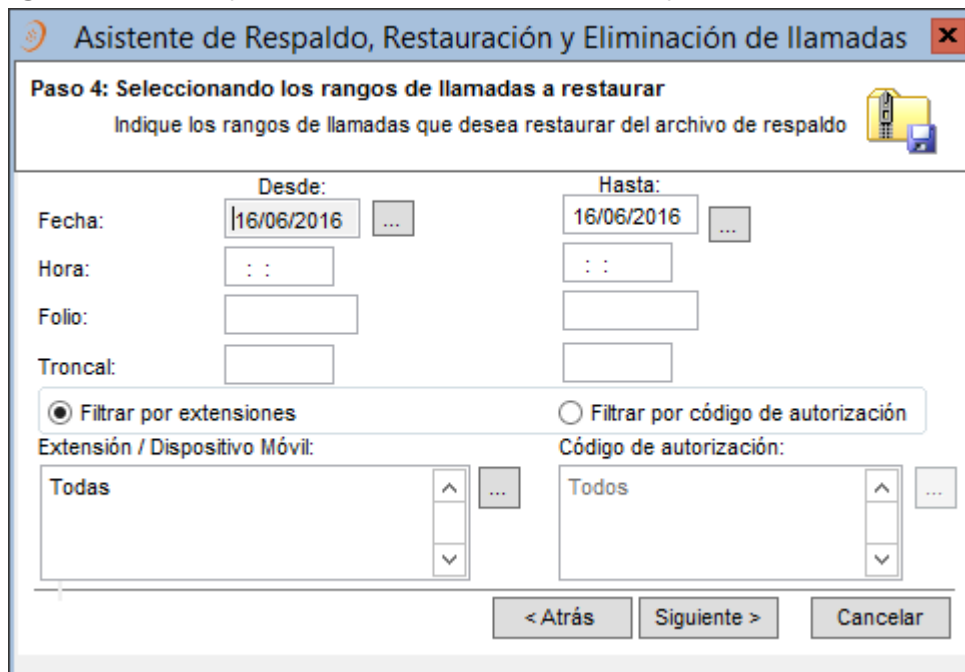 Asistente de Respaldo, Restauración y Eliminación de llamadas
Paso 4: Seleccionando los rangos de llamadas a restaurar
Indique los rangos de llamadas que desea restaurar del archivo de respaldo
Desde: Hasta:
Fecha: 16/06/2016 ... 16/06/2016 ...
Hora: : : : :
Folio:
Troncal:
Filtrar por extensiones Filtrar por código de autorización
Extensión / Dispositivo Móvil: Código de autorización:
Todas ... Todos ...
< Atrás Siguiente > Cancelar